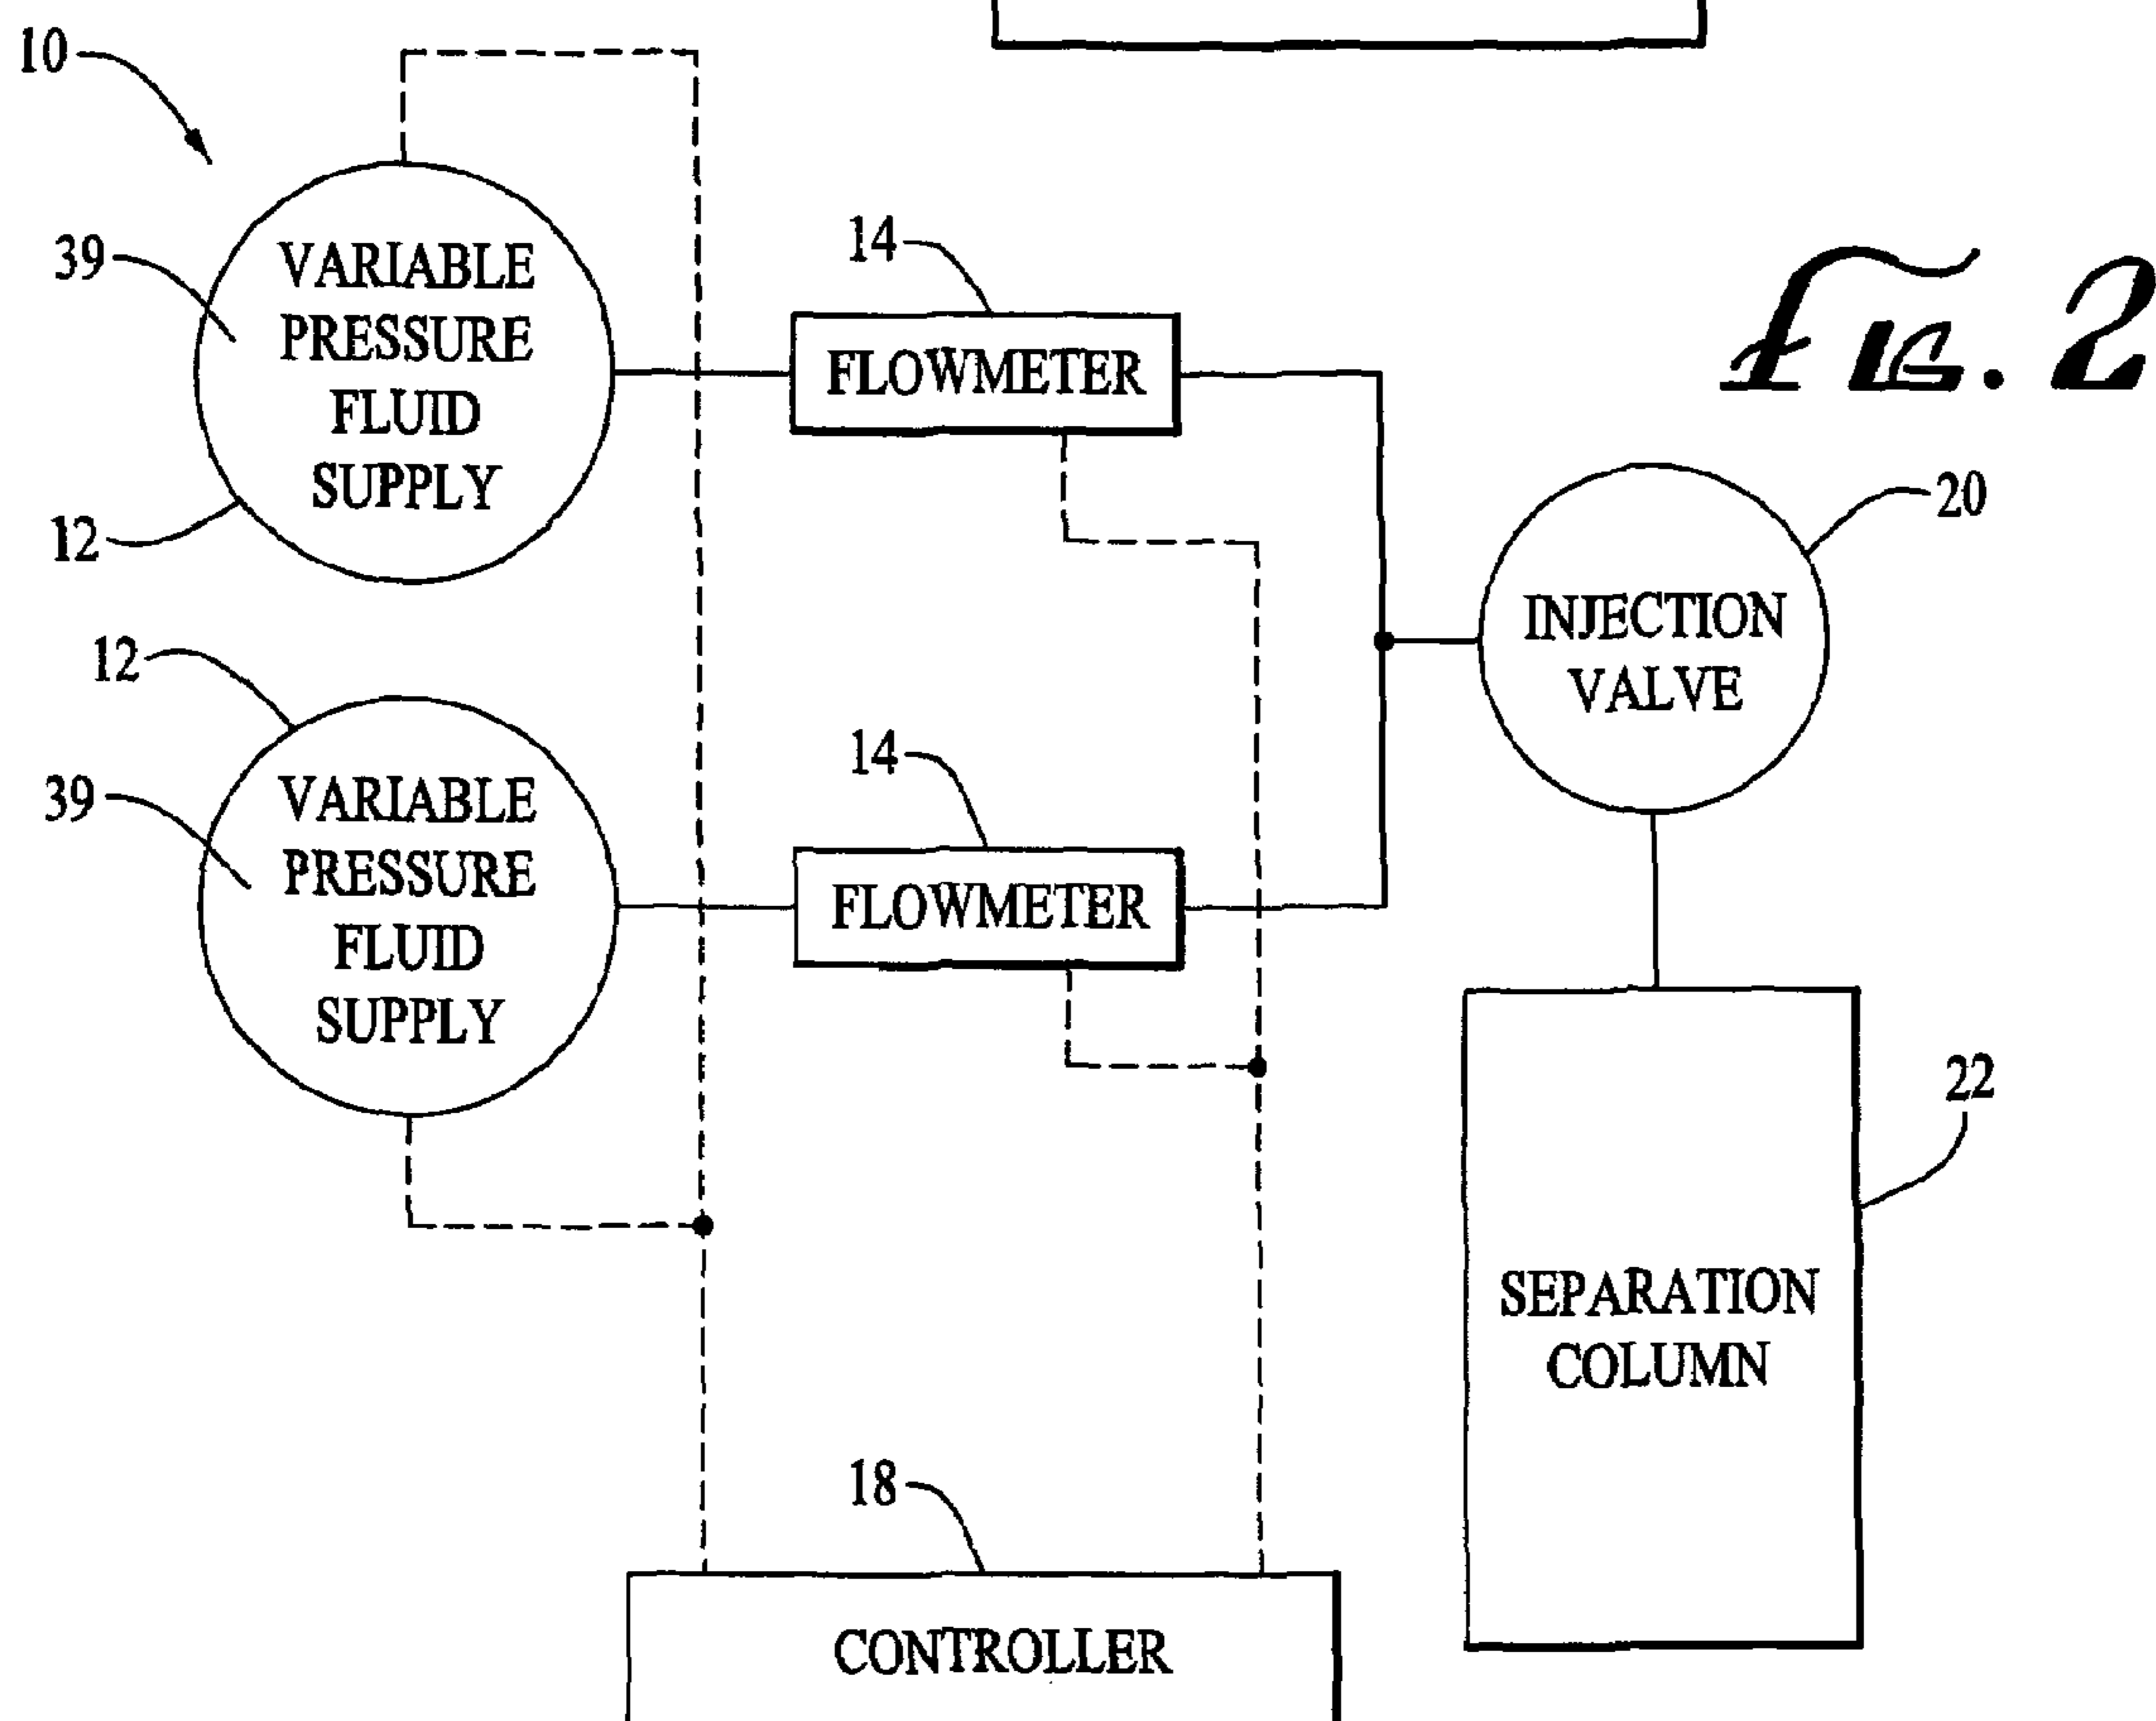 10
39
VARIABLE
PRESSURE
FLUID
SUPPLY
12
14
FLOWMETER
FIG. 2
20
INJECTION
VALVE
12
39
VARIABLE
PRESSURE
FLUID
SUPPLY
14
FLOWMETER
22
SEPARATION
COLUMN
18
CONTROLLER